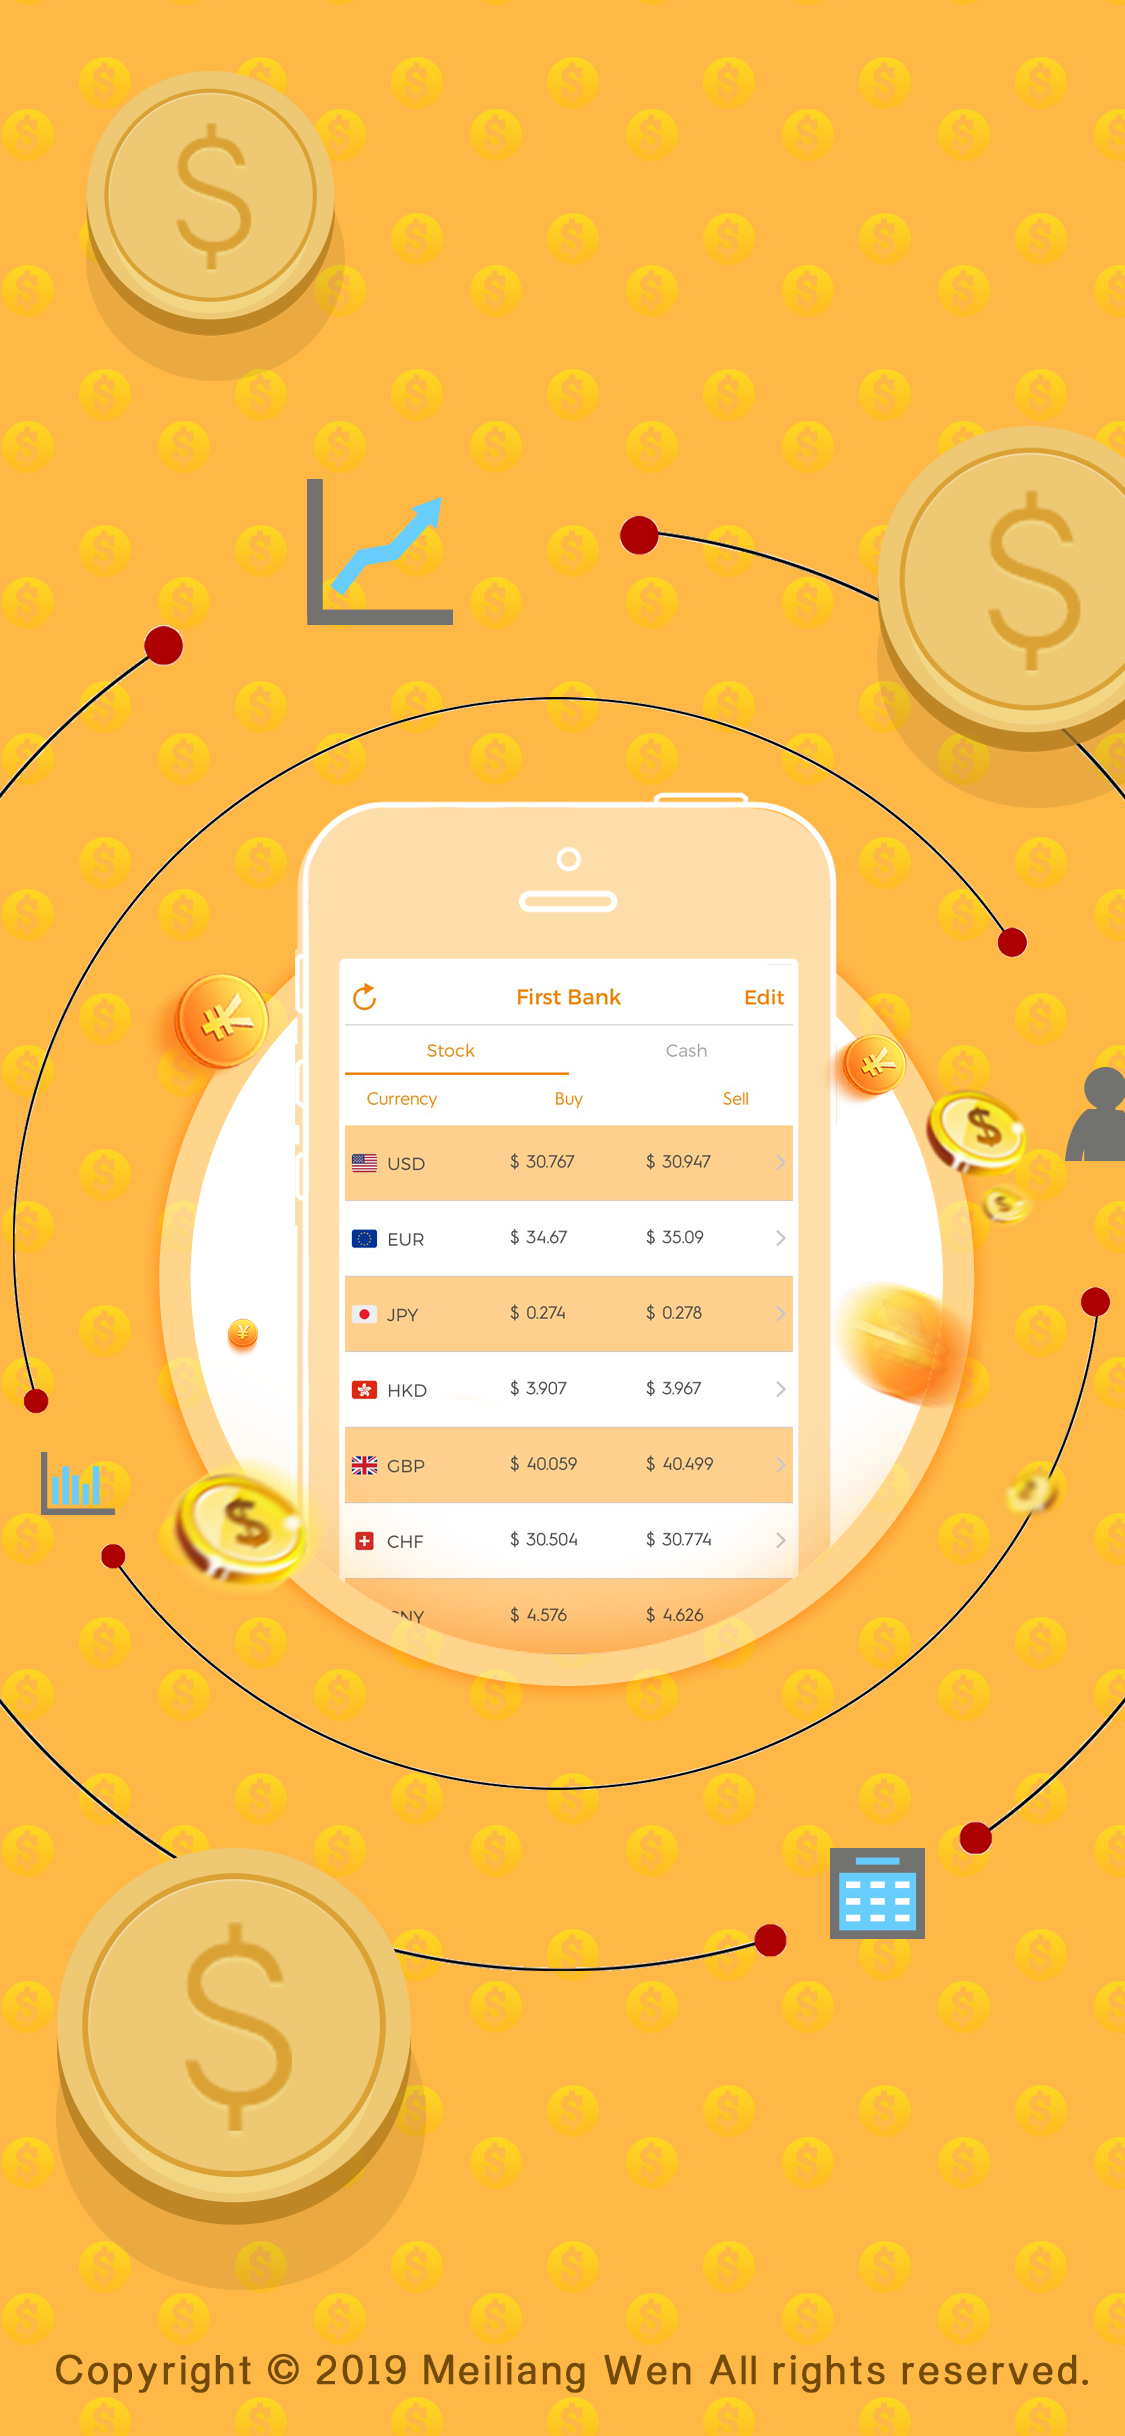 First Bank Edit
Stock Cash
Currency Buy Sell
USD $ 30.767 $ 30.947
EUR $ 34.67 $ 35.09
JPY $ 0.274 $ 0.278
HKD $ 3.907 $ 3.967
GBP $ 40.059 $ 40.499
CHF $ 30.504 $ 30.774
CNY $ 4.576 $ 4.626
Copyright © 2019 Meiliang Wen All rights reserved.